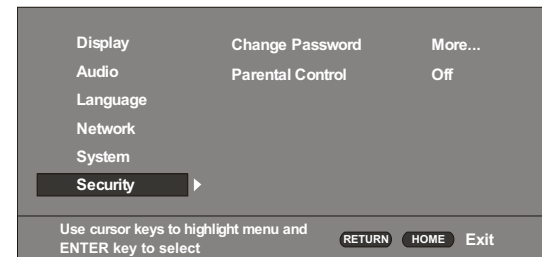 Display Change Password More...
Audio Parental Control Off
Language
Network
System
Security
Use cursor keys to highlight menu and
ENTER key to select
RETURN HOME Exit